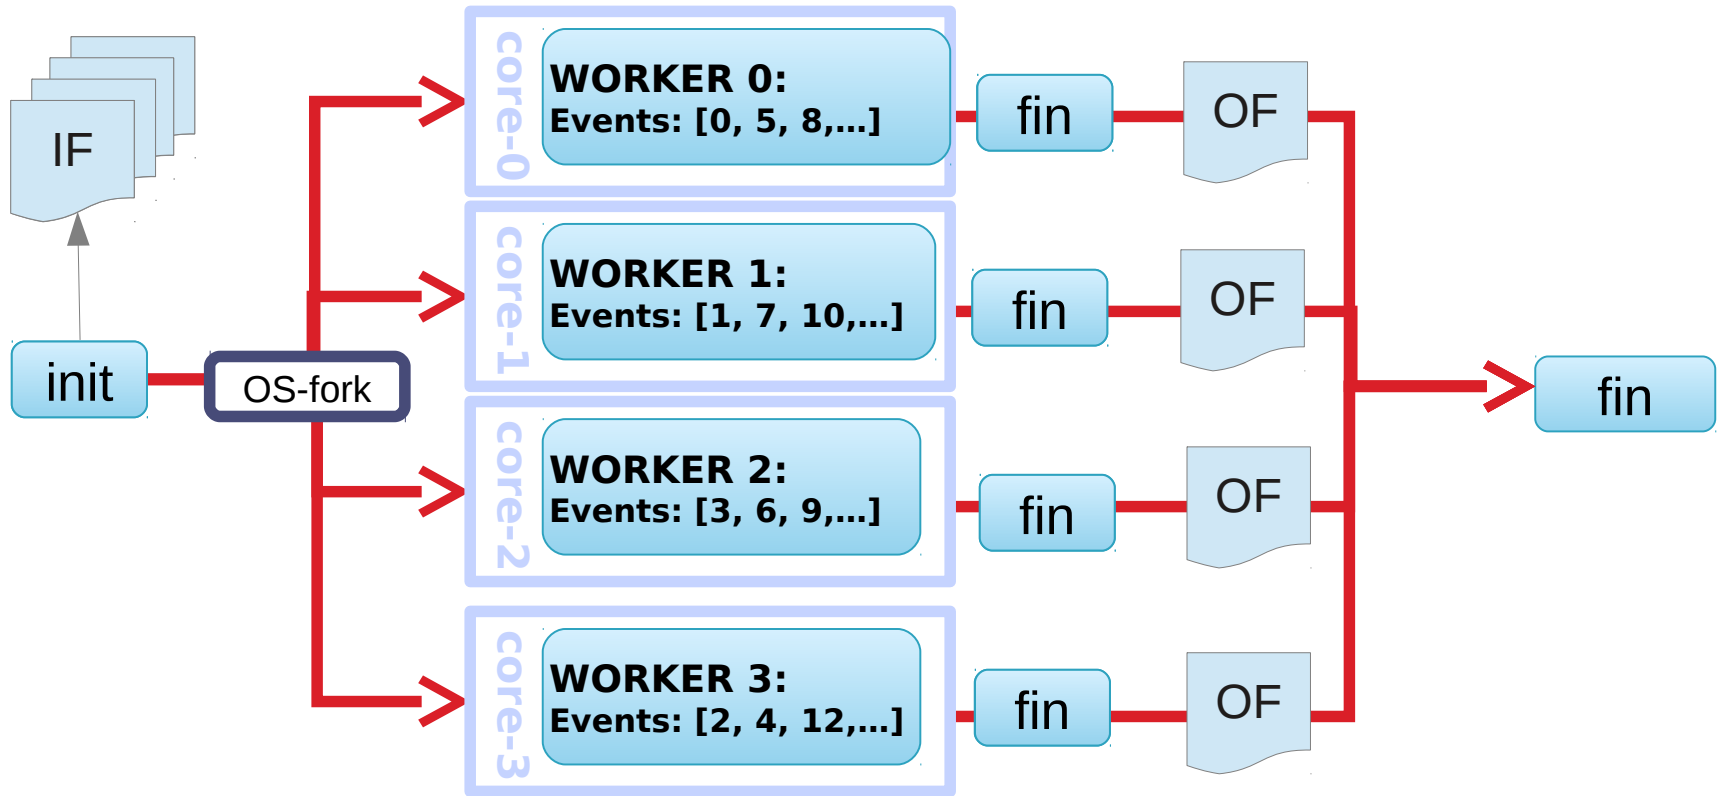 IF
init
OS-fork
core-0
WORKER 0:
Events: [0, 5, 8,...]
fin
OF
core-1
WORKER 1:
Events: [1, 7, 10,...]
fin
OF
core-2
WORKER 2:
Events: [3, 6, 9,...]
fin
OF
core-3
WORKER 3:
Events: [2, 4, 12,...]
fin
OF
fin